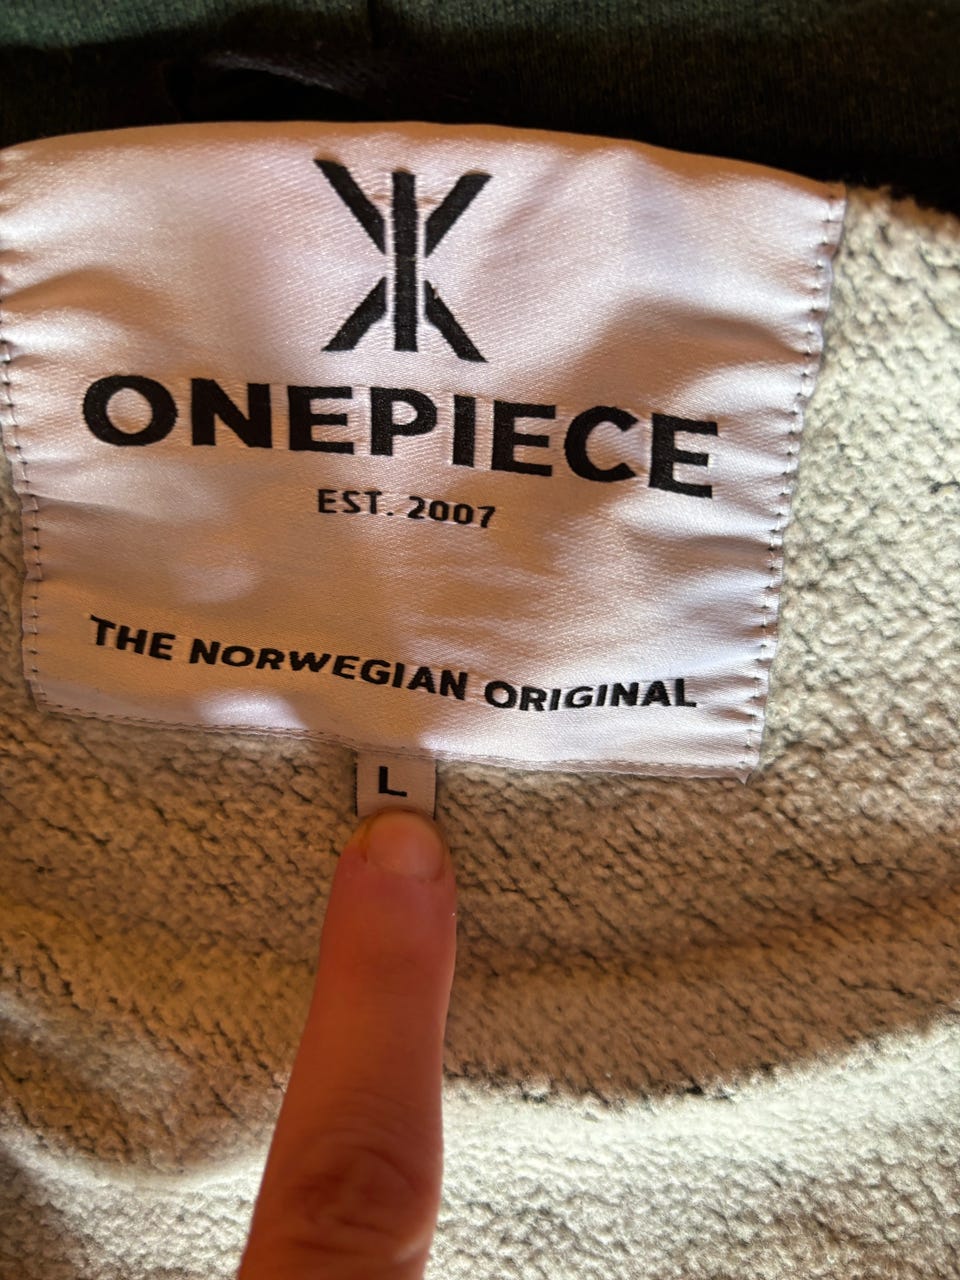 ONEPIECE
EST. 2007
THE NORWEGIAN ORIGINAL
L